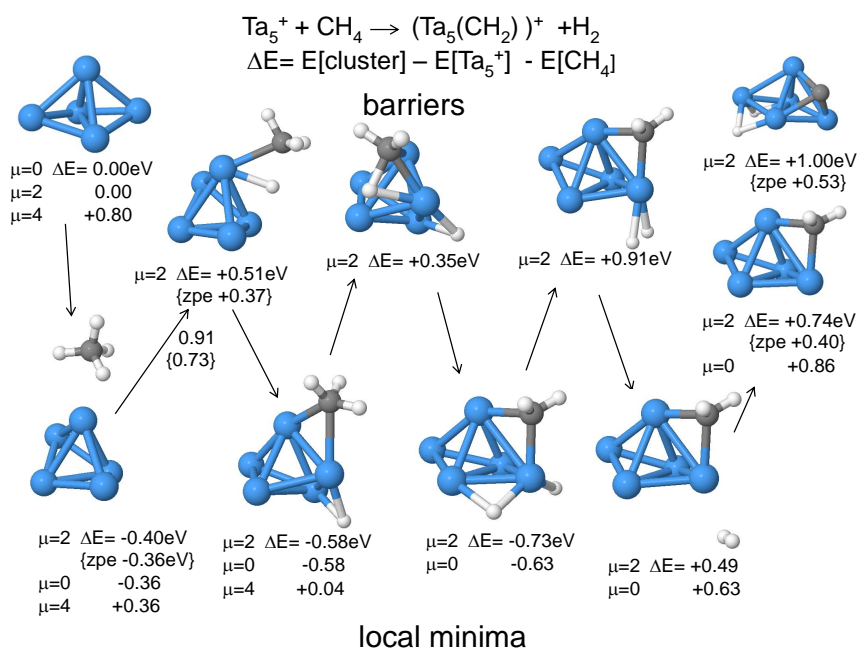 Ta₅⁺ + CH₄ → (Ta₅(CH₂) )⁺ +H₂
ΔE= E[cluster] – E[Ta₅⁺] - E[CH₄]
barriers
μ=0 ΔE= 0.00eV
μ=2 0.00
μ=4 +0.80
μ=2 ΔE= +0.51eV
{zpe +0.37}
μ=2 ΔE= +0.35eV
μ=2 ΔE= +0.91eV
μ=2 ΔE= +1.00eV
{zpe +0.53}
μ=2 ΔE= +0.74eV
{zpe +0.40}
μ=0 +0.86
0.91
{0.73}
μ=2 ΔE= -0.40eV
{zpe -0.36eV}
μ=0 -0.36
μ=4 +0.36
μ=2 ΔE= -0.58eV
μ=0 -0.58
μ=4 +0.04
μ=2 ΔE= -0.73eV
μ=0 -0.63
μ=2 ΔE= +0.49
μ=0 +0.63
local minima